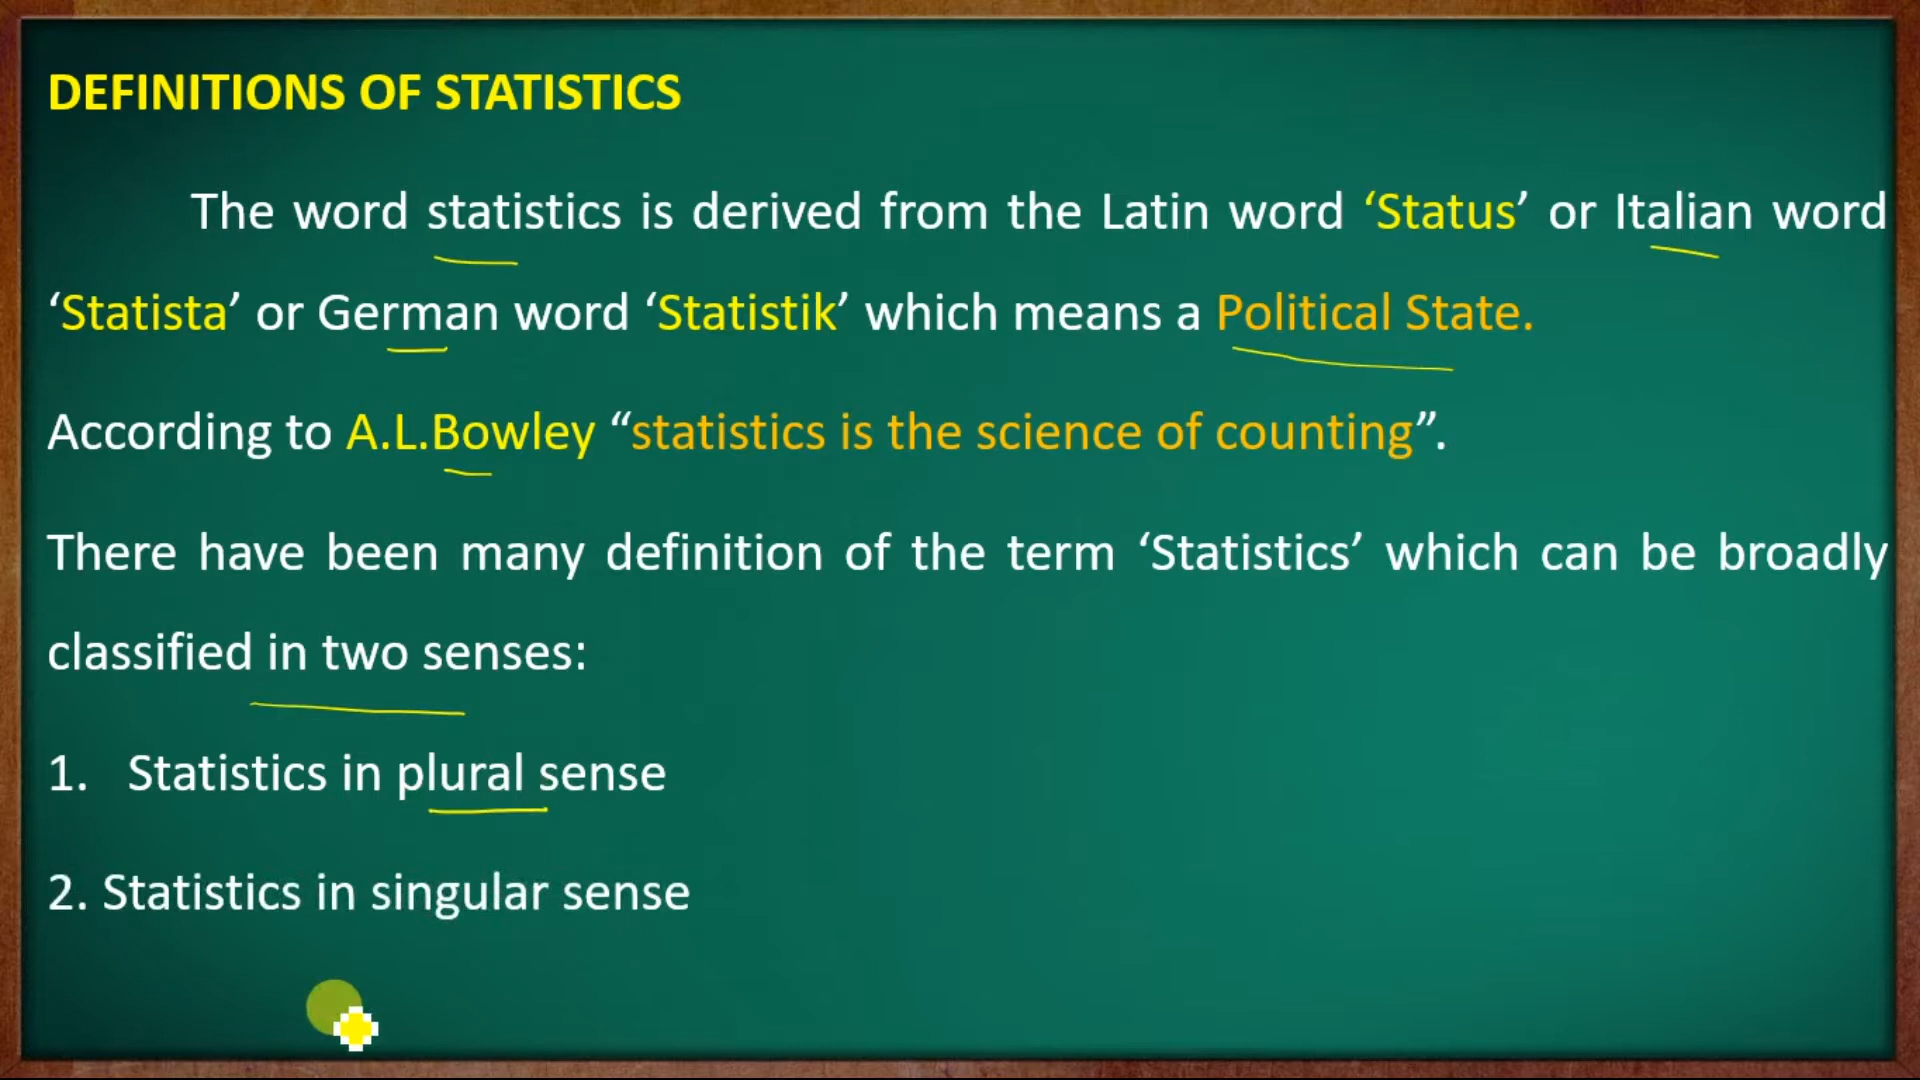 DEFINITIONS OF STATISTICS
The word statistics is derived from the Latin word ‘Status’ or Italian word
‘Statista’ or German word ‘Statistik’ which means a Political State.
According to A.L.Bowley “statistics is the science of counting”.
There have been many definition of the term ‘Statistics’ which can be broadly
classified in two senses:
1. Statistics in plural sense
2. Statistics in singular sense